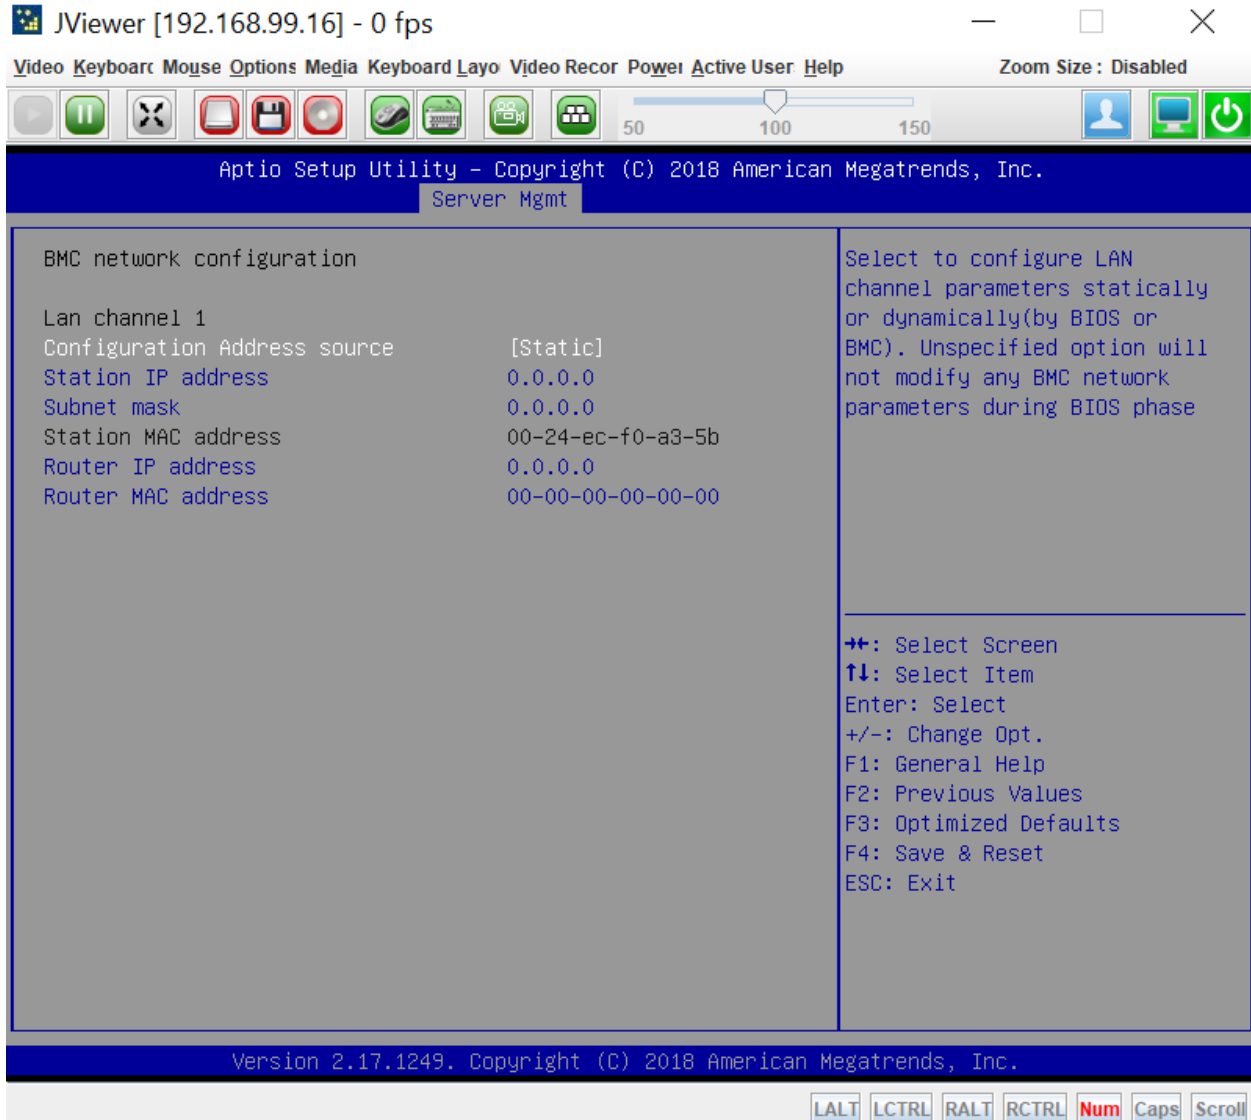 JViewer [192.168.99.16] - 0 fps
Video Keyboarc Mouse Options Media Keyboard Layo Video Recor Power Active User Help Zoom Size : Disabled
50 100 150
Aptio Setup Utility – Copyright (C) 2018 American Megatrends, Inc.
Server Mgmt
BMC network configuration
Lan channel 1
Configuration Address source [Static]
Station IP address 0.0.0.0
Subnet mask 0.0.0.0
Station MAC address 00-24-ec-f0-a3-5b
Router IP address 0.0.0.0
Router MAC address 00-00-00-00-00-00
Select to configure LAN
channel parameters statically
or dynamically(by BIOS or
BMC). Unspecified option will
not modify any BMC network
parameters during BIOS phase
→←: Select Screen
↑↓: Select Item
Enter: Select
+/-: Change Opt.
F1: General Help
F2: Previous Values
F3: Optimized Defaults
F4: Save & Reset
ESC: Exit
Version 2.17.1249. Copyright (C) 2018 American Megatrends, Inc.
LALT LCTRL RALT RCTRL Num Caps Scroll